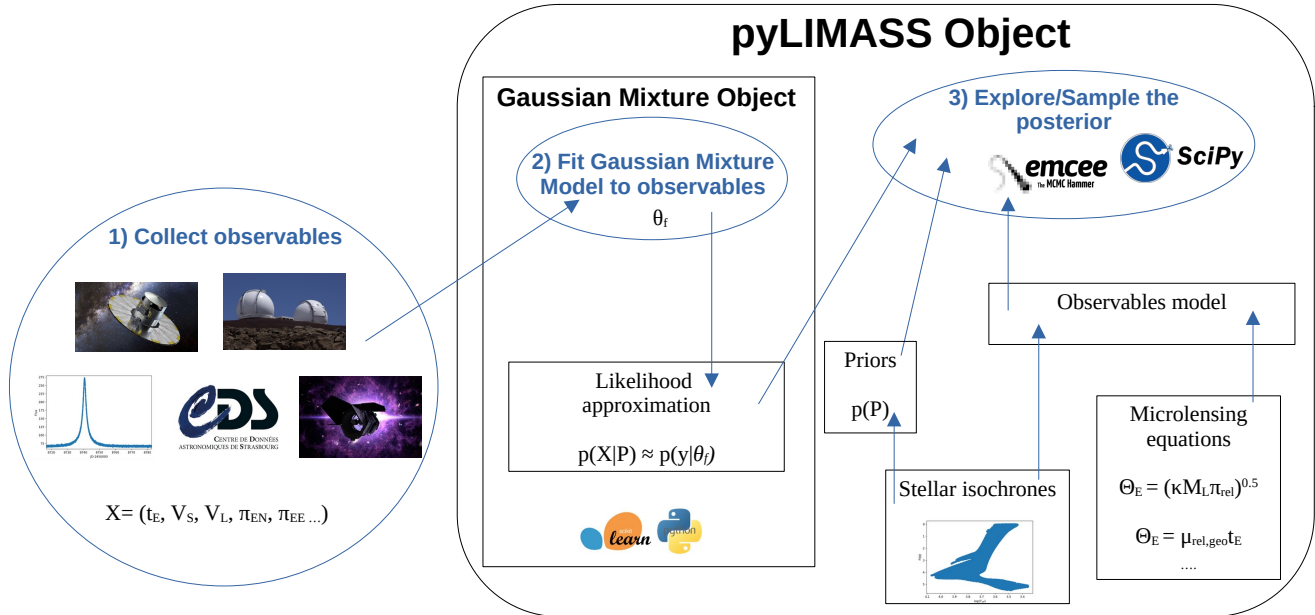 pyLIMASS Object
Gaussian Mixture Object
3) Explore/Sample the
posterior
emcee
The MCMC Hammer
SciPy
2) Fit Gaussian Mixture
Model to observables
θf
1) Collect observables
CDS
CENTRE DE DONNÉES
ASTRONOMIQUES DE STRASBOURG
X= (tE, VS, VL, πEN, πEE ...)
Likelihood
approximation
p(X|P) ≈ p(y|θf)
learn
python
Priors
p(P)
Observables model
Stellar isochrones
Microlensing
equations
ΘE = (κMLπrel)0.5
ΘE = μrel,geotE
....